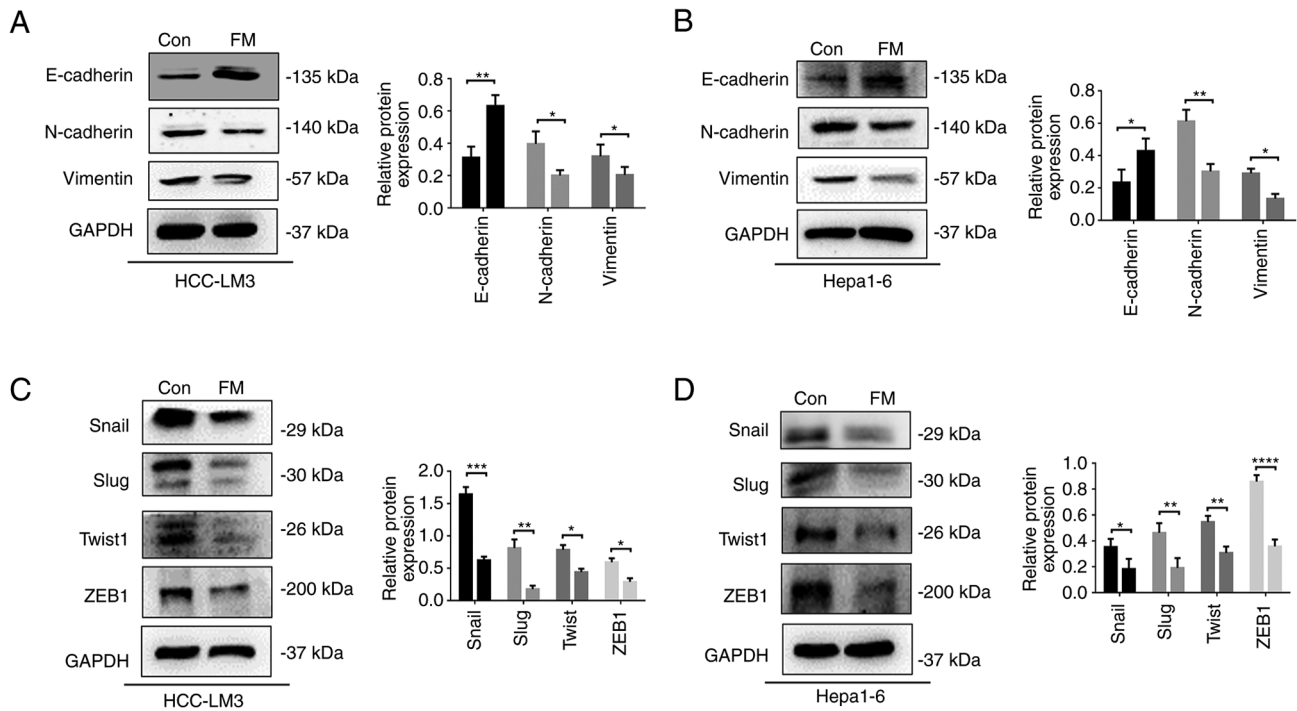 A
Con FM
E-cadherin
-135 kDa
N-cadherin
-140 kDa
Vimentin
-57 kDa
GAPDH
-37 kDa
HCC-LM3
Relative protein
expression
0.8
0.6
0.4
0.2
0.0
**
*
*
E-cadherin
N-cadherin
Vimentin
B
Con FM
E-cadherin
-135 kDa
N-cadherin
-140 kDa
Vimentin
-57 kDa
GAPDH
-37 kDa
Hepa1-6
Relative protein
expression
0.8
0.6
0.4
0.2
0.0
*
**
*
E-cadherin
N-cadherin
Vimentin
C
Con FM
Snail
-29 kDa
Slug
-30 kDa
Twist1
-26 kDa
ZEB1
-200 kDa
GAPDH
-37 kDa
HCC-LM3
Relative protein
expression
2.0
1.5
1.0
0.5
0.0
***
**
*
*
Snail
Slug
Twist
ZEB1
D
Con FM
Snail
-29 kDa
Slug
-30 kDa
Twist1
-26 kDa
ZEB1
-200 kDa
GAPDH
-37 kDa
Hepa1-6
Relative protein
expression
1.0
0.8
0.6
0.4
0.2
0.0
*
**
**
****
Snail
Slug
Twist
ZEB1